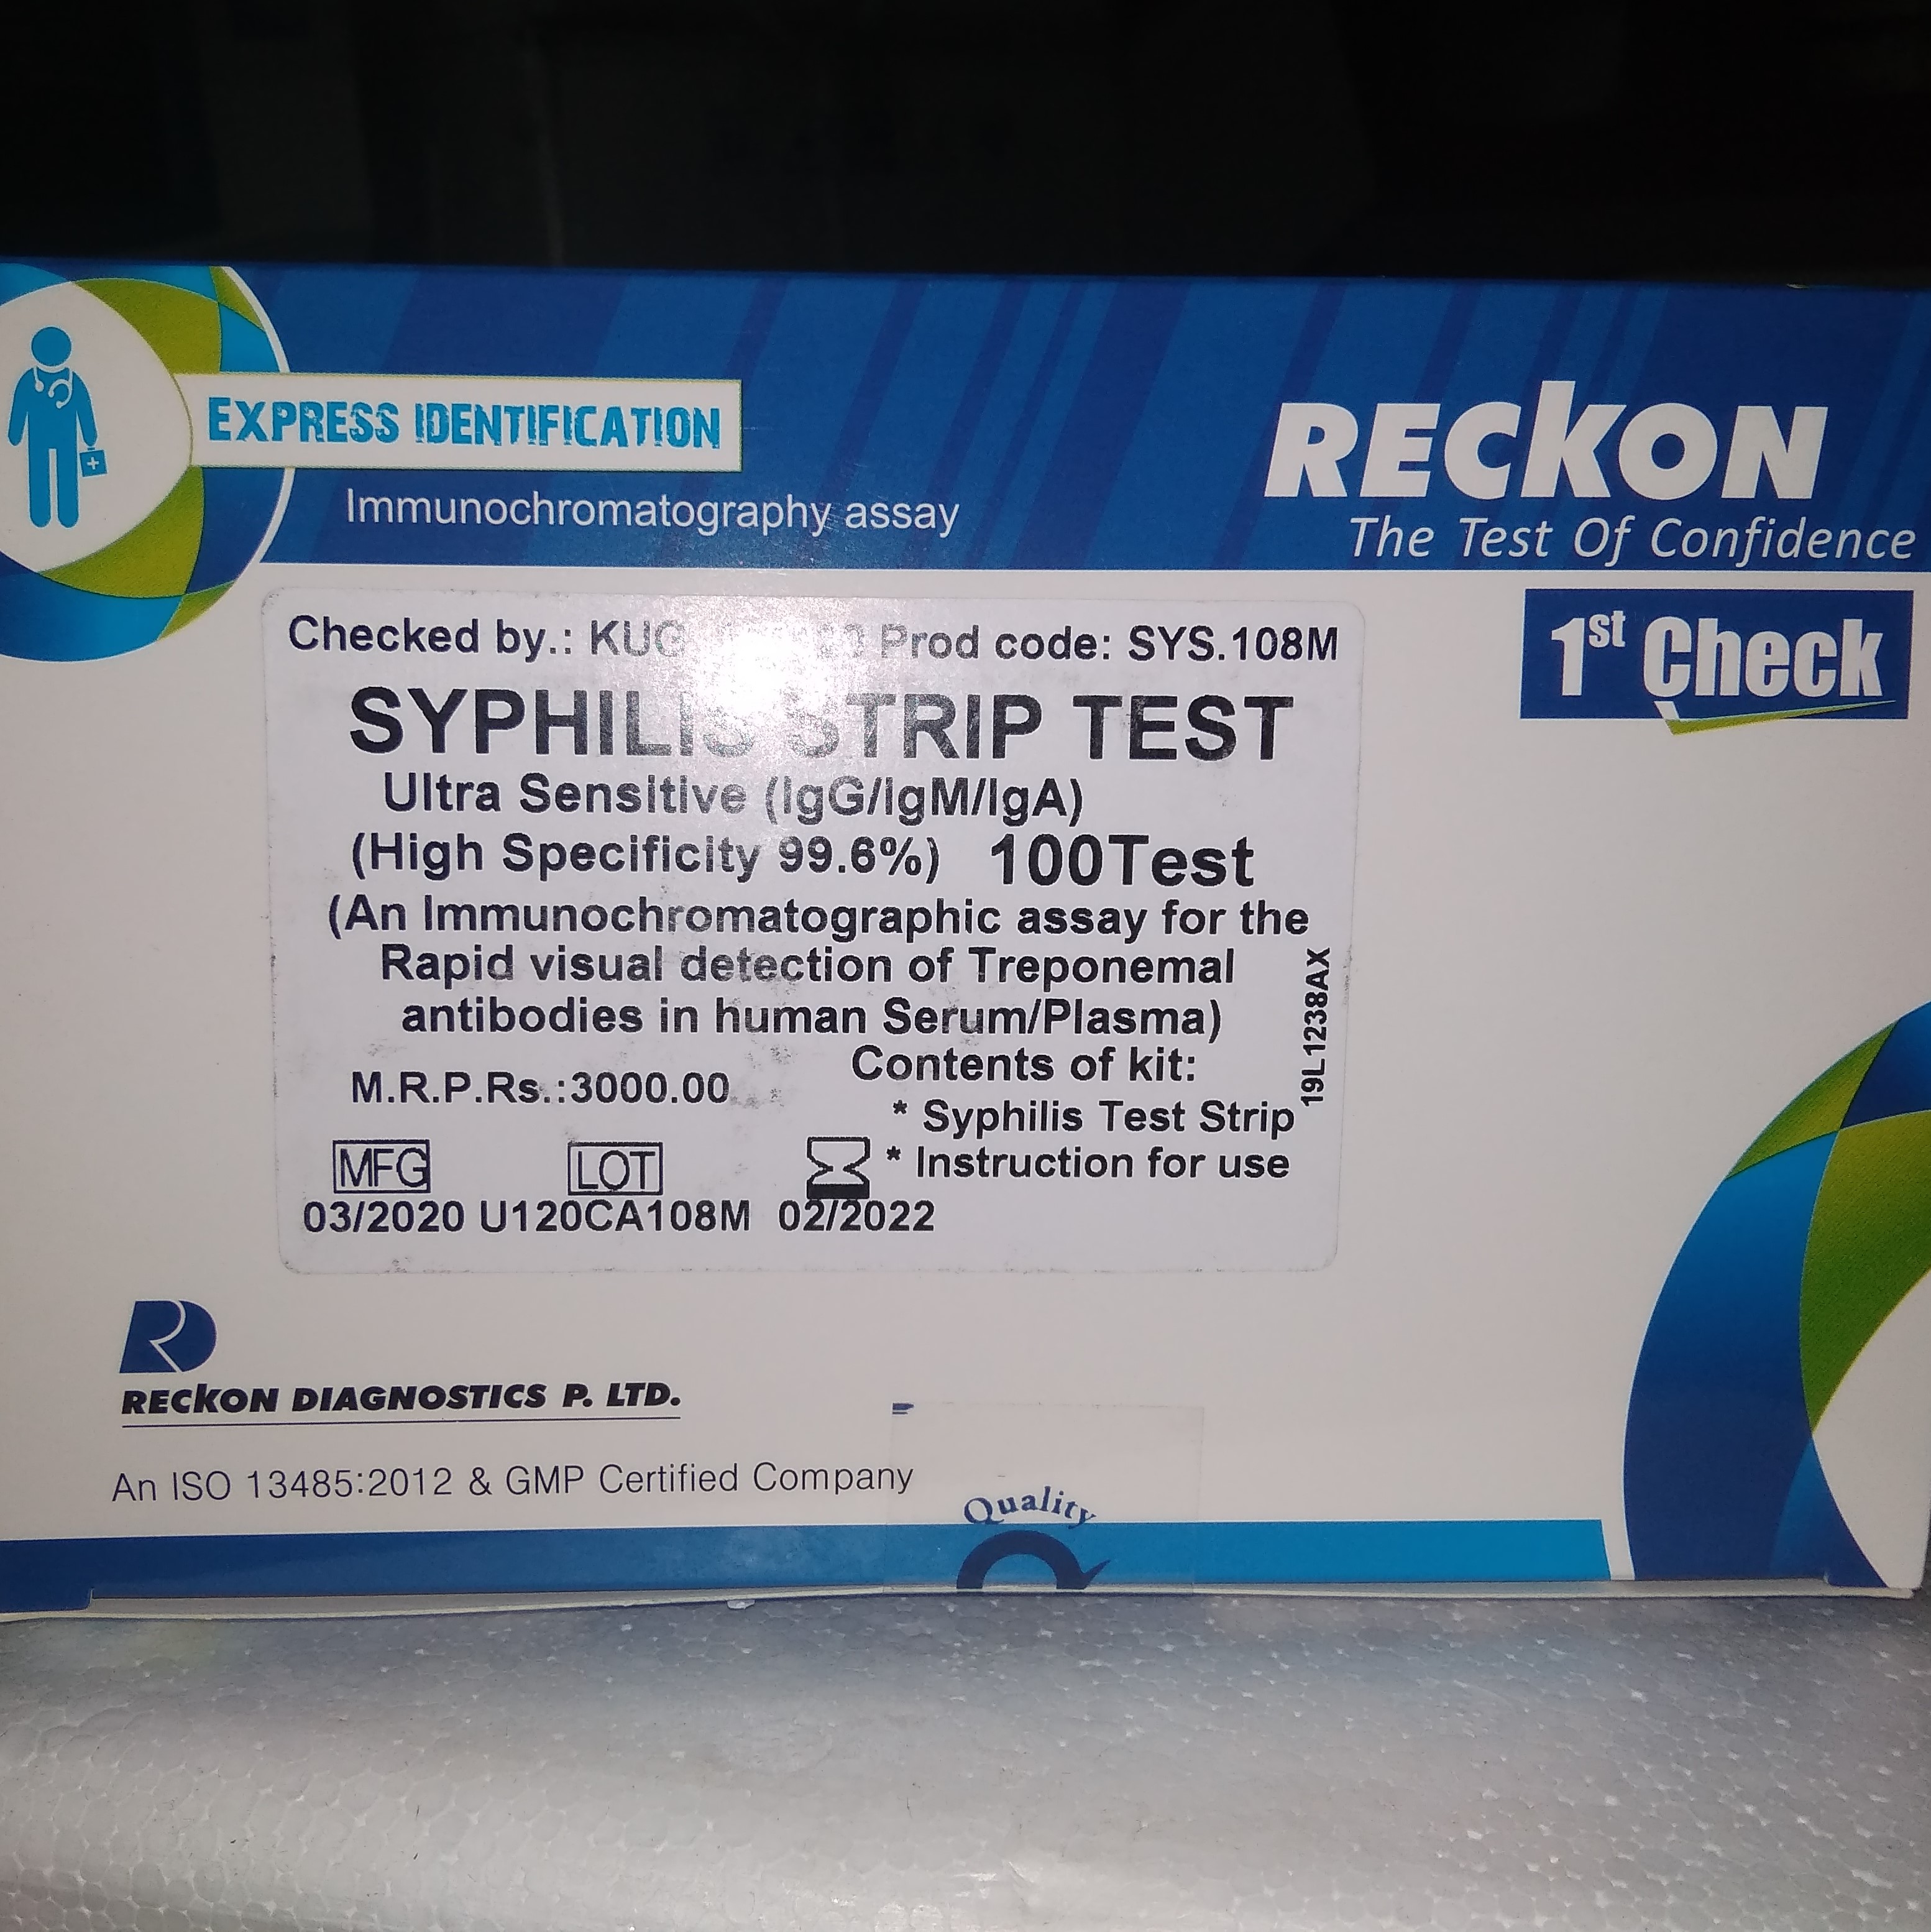 EXPRESS IDENTIFICATION
Immunochromatography assay
RECKON
The Test Of Confidence
1st Check
Checked by.: Prod code: SYS.108M
SYPHILIS STRIP TEST
Ultra Sensitive (IgG/IgM/IgA)
(High Specificity 99.6%) 100Test
(An Immunochromatographic assay for the
Rapid visual detection of Treponemal
antibodies in human Serum/Plasma)
19L1238AX
M.R.P.Rs.:3000.00
Contents of kit:
* Syphilis Test Strip
* Instruction for use
MFG LOT
03/2020 U120CA108M 02/2022
RD
RECKON DIAGNOSTICS P. LTD.
An ISO 13485:2012 & GMP Certified Company
Quality